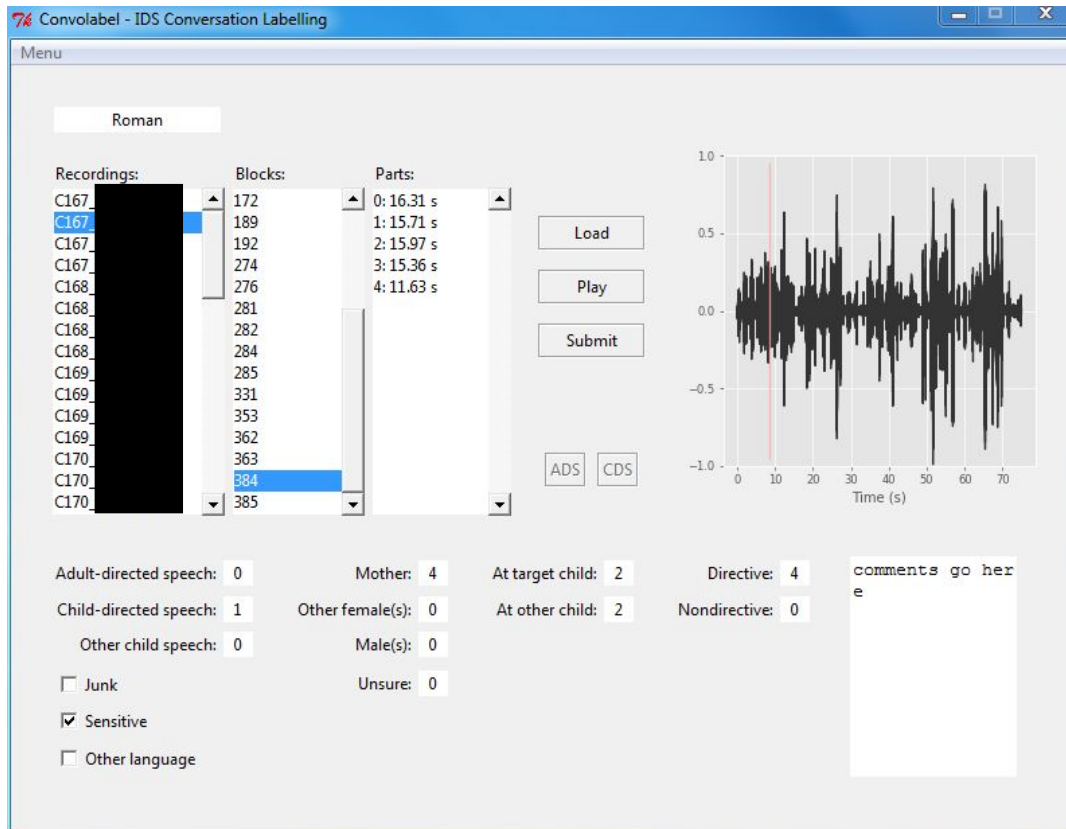 Convolabel - IDS Conversation Labelling
Menu
Roman
Recordings: Blocks: Parts:
C167_ 172 0: 16.31 s
C167_ 189 1: 15.71 s
C167_ 192 2: 15.97 s
C167_ 274 3: 15.36 s
C168_ 276 4: 11.63 s
C168_ 281
C168_ 282
C168_ 284
C169_ 285
C169_ 331
C169_ 353
C169_ 362
C170_ 363
C170_ 384
C170_ 385
Load
Play
Submit
ADS CDS
1.0
0.5
0.0
−0.5
−1.0
0 10 20 30 40 50 60 70
Time (s)
Adult-directed speech: 0 Mother: 4 At target child: 2 Directive: 4
Child-directed speech: 1 Other female(s): 0 At other child: 2 Nondirective: 0
Other child speech: 0 Male(s): 0
Junk Unsure: 0
Sensitive
Other language
comments go her
e